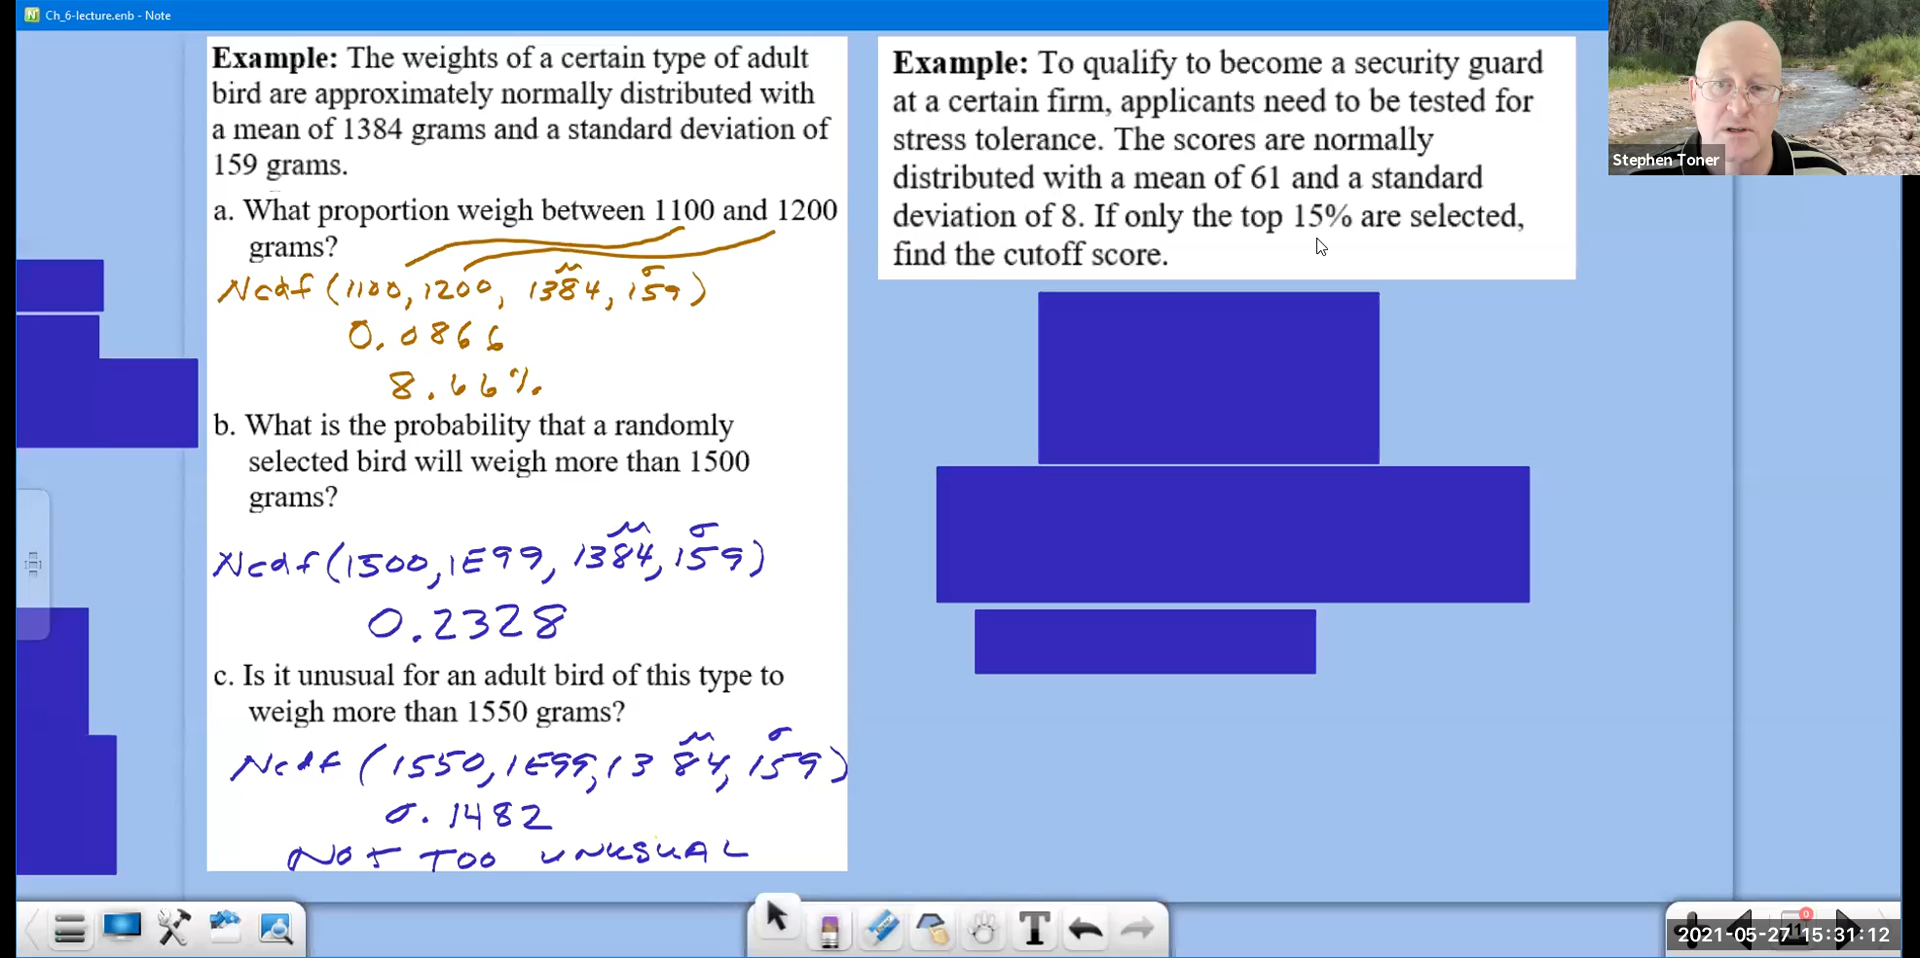 Ch_6-lecture.enb - Note
Example: The weights of a certain type of adult
bird are approximately normally distributed with
a mean of 1384 grams and a standard deviation of
159 grams.
a. What proportion weigh between 1100 and 1200
grams?
μ σ
Ncdf (1100, 1200, 1384, 159)
0.0866
8.66%
b. What is the probability that a randomly
selected bird will weigh more than 1500
grams?
μ σ
Ncdf (1500, 1E99, 1384, 159)
0.2328
c. Is it unusual for an adult bird of this type to
weigh more than 1550 grams?
μ σ
Ncdf (1550, 1E99, 1384, 159)
0.1482
NOT TOO UNUSUAL
Example: To qualify to become a security guard
at a certain firm, applicants need to be tested for
stress tolerance. The scores are normally
distributed with a mean of 61 and a standard
deviation of 8. If only the top 15% are selected,
find the cutoff score.
Stephen Toner
T
0
2021-05-27 15:31:12